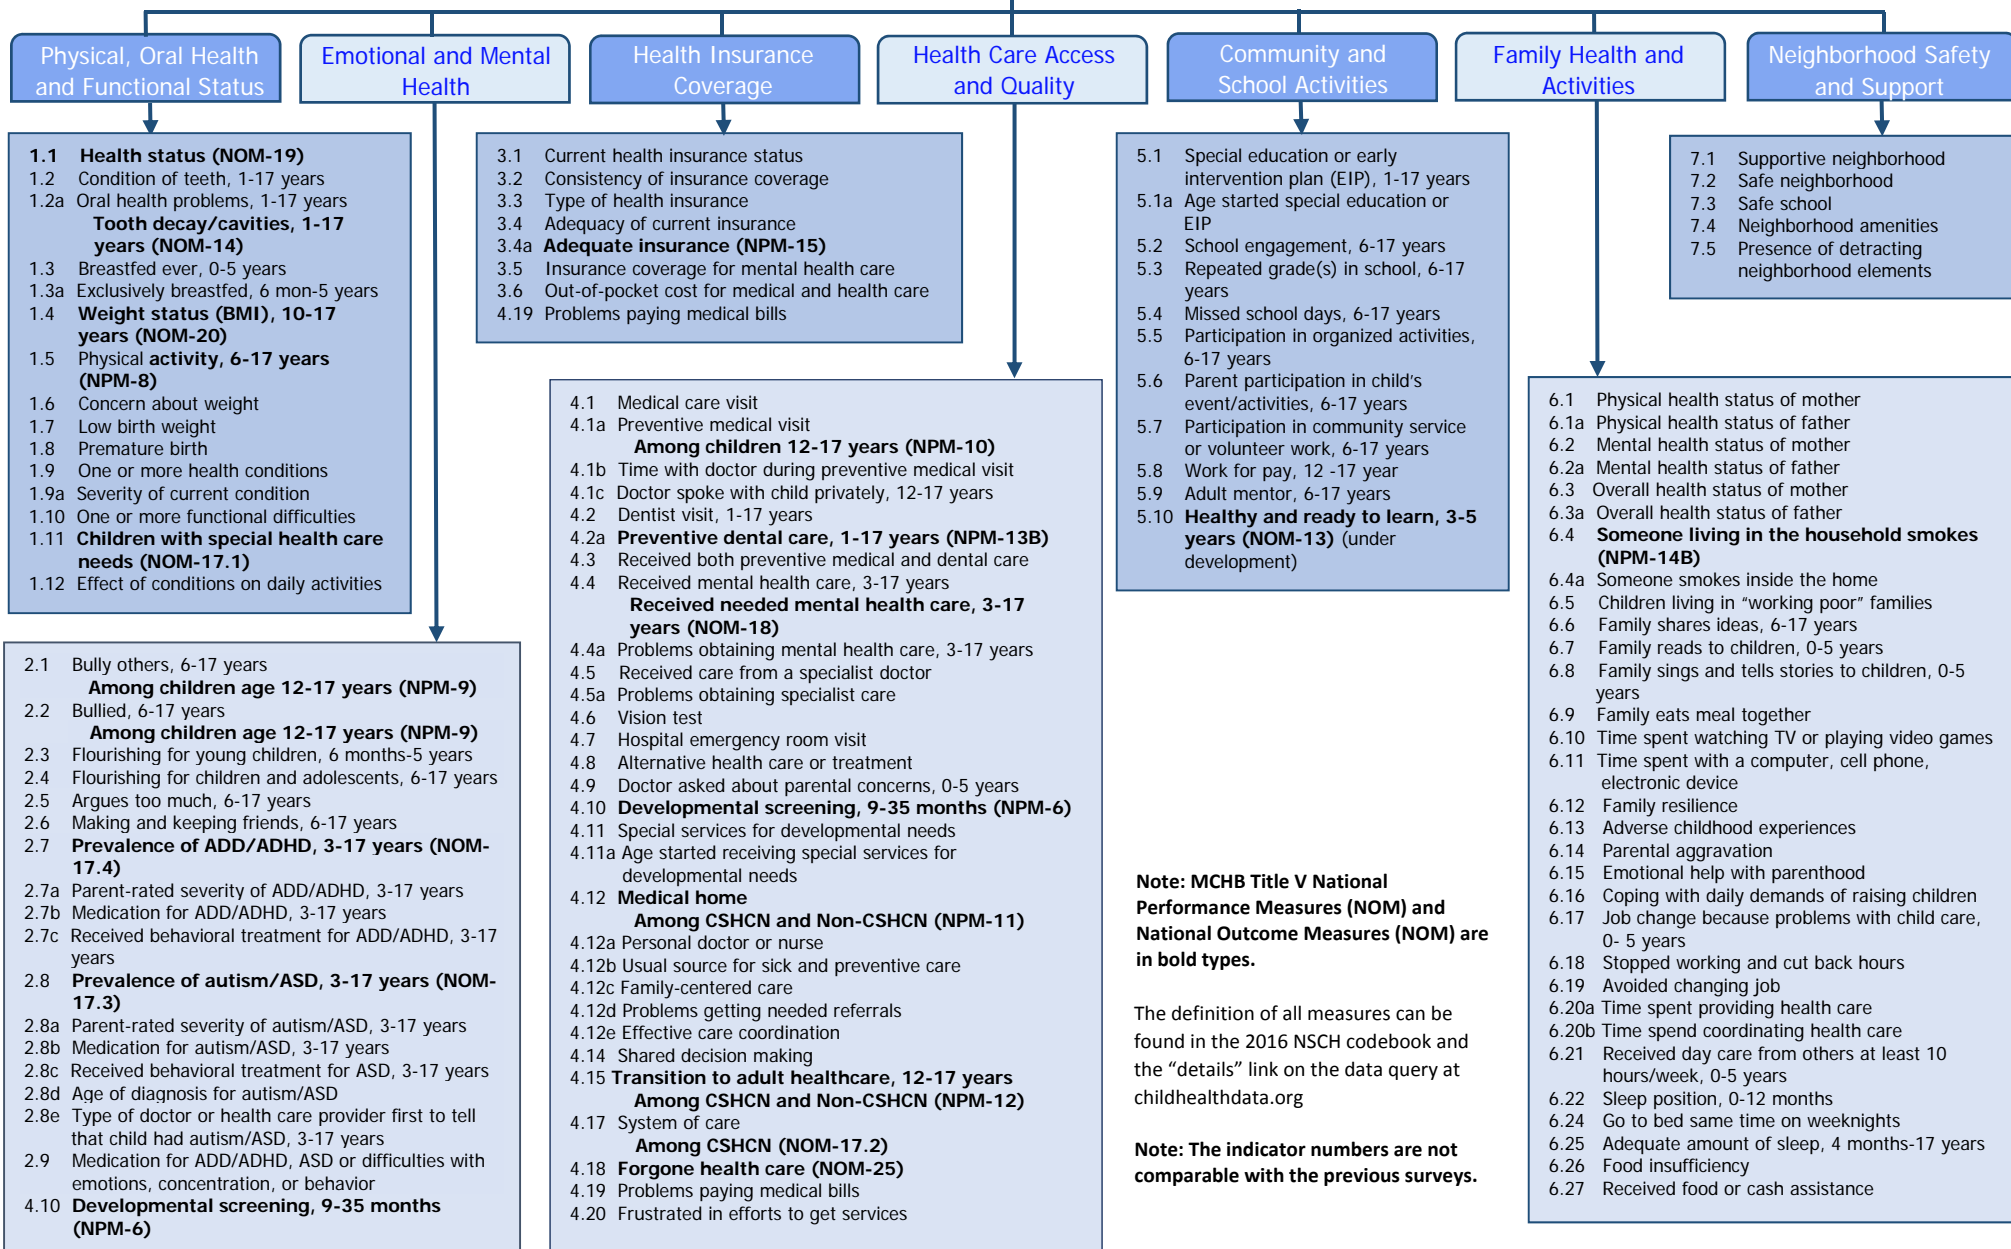 Physical, Oral Health
and Functional Status
Emotional and Mental
Health
Health Insurance
Coverage
Health Care Access
and Quality
Community and
School Activities
Family Health and
Activities
Neighborhood Safety
and Support
1.1 Health status (NOM-19)
1.2 Condition of teeth, 1-17 years
1.2a Oral health problems, 1-17 years
Tooth decay/cavities, 1-17
years (NOM-14)
1.3 Breastfed ever, 0-5 years
1.3a Exclusively breastfed, 6 mon-5 years
1.4 Weight status (BMI), 10-17
years (NOM-20)
1.5 Physical activity, 6-17 years
(NPM-8)
1.6 Concern about weight
1.7 Low birth weight
1.8 Premature birth
1.9 One or more health conditions
1.9a Severity of current condition
1.10 One or more functional difficulties
1.11 Children with special health care
needs (NOM-17.1)
1.12 Effect of conditions on daily activities
2.1 Bully others, 6-17 years
Among children age 12-17 years (NPM-9)
2.2 Bullied, 6-17 years
Among children age 12-17 years (NPM-9)
2.3 Flourishing for young children, 6 months-5 years
2.4 Flourishing for children and adolescents, 6-17 years
2.5 Argues too much, 6-17 years
2.6 Making and keeping friends, 6-17 years
2.7 Prevalence of ADD/ADHD, 3-17 years (NOM-
17.4)
2.7a Parent-rated severity of ADD/ADHD, 3-17 years
2.7b Medication for ADD/ADHD, 3-17 years
2.7c Received behavioral treatment for ADD/ADHD, 3-17
years
2.8 Prevalence of autism/ASD, 3-17 years (NOM-
17.3)
2.8a Parent-rated severity of autism/ASD, 3-17 years
2.8b Medication for autism/ASD, 3-17 years
2.8c Received behavioral treatment for ASD, 3-17 years
2.8d Age of diagnosis for autism/ASD
2.8e Type of doctor or health care provider first to tell
that child had autism/ASD, 3-17 years
2.9 Medication for ADD/ADHD, ASD or difficulties with
emotions, concentration, or behavior
4.10 Developmental screening, 9-35 months
(NPM-6)
3.1 Current health insurance status
3.2 Consistency of insurance coverage
3.3 Type of health insurance
3.4 Adequacy of current insurance
3.4a Adequate insurance (NPM-15)
3.5 Insurance coverage for mental health care
3.6 Out-of-pocket cost for medical and health care
4.19 Problems paying medical bills
4.1 Medical care visit
4.1a Preventive medical visit
Among children 12-17 years (NPM-10)
4.1b Time with doctor during preventive medical visit
4.1c Doctor spoke with child privately, 12-17 years
4.2 Dentist visit, 1-17 years
4.2a Preventive dental care, 1-17 years (NPM-13B)
4.3 Received both preventive medical and dental care
4.4 Received mental health care, 3-17 years
Received needed mental health care, 3-17
years (NOM-18)
4.4a Problems obtaining mental health care, 3-17 years
4.5 Received care from a specialist doctor
4.5a Problems obtaining specialist care
4.6 Vision test
4.7 Hospital emergency room visit
4.8 Alternative health care or treatment
4.9 Doctor asked about parental concerns, 0-5 years
4.10 Developmental screening, 9-35 months (NPM-6)
4.11 Special services for developmental needs
4.11a Age started receiving special services for
developmental needs
4.12 Medical home
Among CSHCN and Non-CSHCN (NPM-11)
4.12a Personal doctor or nurse
4.12b Usual source for sick and preventive care
4.12c Family-centered care
4.12d Problems getting needed referrals
4.12e Effective care coordination
4.14 Shared decision making
4.15 Transition to adult healthcare, 12-17 years
Among CSHCN and Non-CSHCN (NPM-12)
4.17 System of care
Among CSHCN (NOM-17.2)
4.18 Forgone health care (NOM-25)
4.19 Problems paying medical bills
4.20 Frustrated in efforts to get services
5.1 Special education or early
intervention plan (EIP), 1-17 years
5.1a Age started special education or
EIP
5.2 School engagement, 6-17 years
5.3 Repeated grade(s) in school, 6-17
years
5.4 Missed school days, 6-17 years
5.5 Participation in organized activities,
6-17 years
5.6 Parent participation in child's
event/activities, 6-17 years
5.7 Participation in community service
or volunteer work, 6-17 years
5.8 Work for pay, 12 -17 year
5.9 Adult mentor, 6-17 years
5.10 Healthy and ready to learn, 3-5
years (NOM-13) (under
development)
Note: MCHB Title V National
Performance Measures (NOM) and
National Outcome Measures (NOM) are
in bold types.
The definition of all measures can be
found in the 2016 NSCH codebook and
the “details” link on the data query at
childhealthdata.org
Note: The indicator numbers are not
comparable with the previous surveys.
6.1 Physical health status of mother
6.1a Physical health status of father
6.2 Mental health status of mother
6.2a Mental health status of father
6.3 Overall health status of mother
6.3a Overall health status of father
6.4 Someone living in the household smokes
(NPM-14B)
6.4a Someone smokes inside the home
6.5 Children living in “working poor” families
6.6 Family shares ideas, 6-17 years
6.7 Family reads to children, 0-5 years
6.8 Family sings and tells stories to children, 0-5
years
6.9 Family eats meal together
6.10 Time spent watching TV or playing video games
6.11 Time spent with a computer, cell phone,
electronic device
6.12 Family resilience
6.13 Adverse childhood experiences
6.14 Parental aggravation
6.15 Emotional help with parenthood
6.16 Coping with daily demands of raising children
6.17 Job change because problems with child care,
0- 5 years
6.18 Stopped working and cut back hours
6.19 Avoided changing job
6.20a Time spent providing health care
6.20b Time spend coordinating health care
6.21 Received day care from others at least 10
hours/week, 0-5 years
6.22 Sleep position, 0-12 months
6.24 Go to bed same time on weeknights
6.25 Adequate amount of sleep, 4 months-17 years
6.26 Food insufficiency
6.27 Received food or cash assistance
7.1 Supportive neighborhood
7.2 Safe neighborhood
7.3 Safe school
7.4 Neighborhood amenities
7.5 Presence of detracting
neighborhood elements